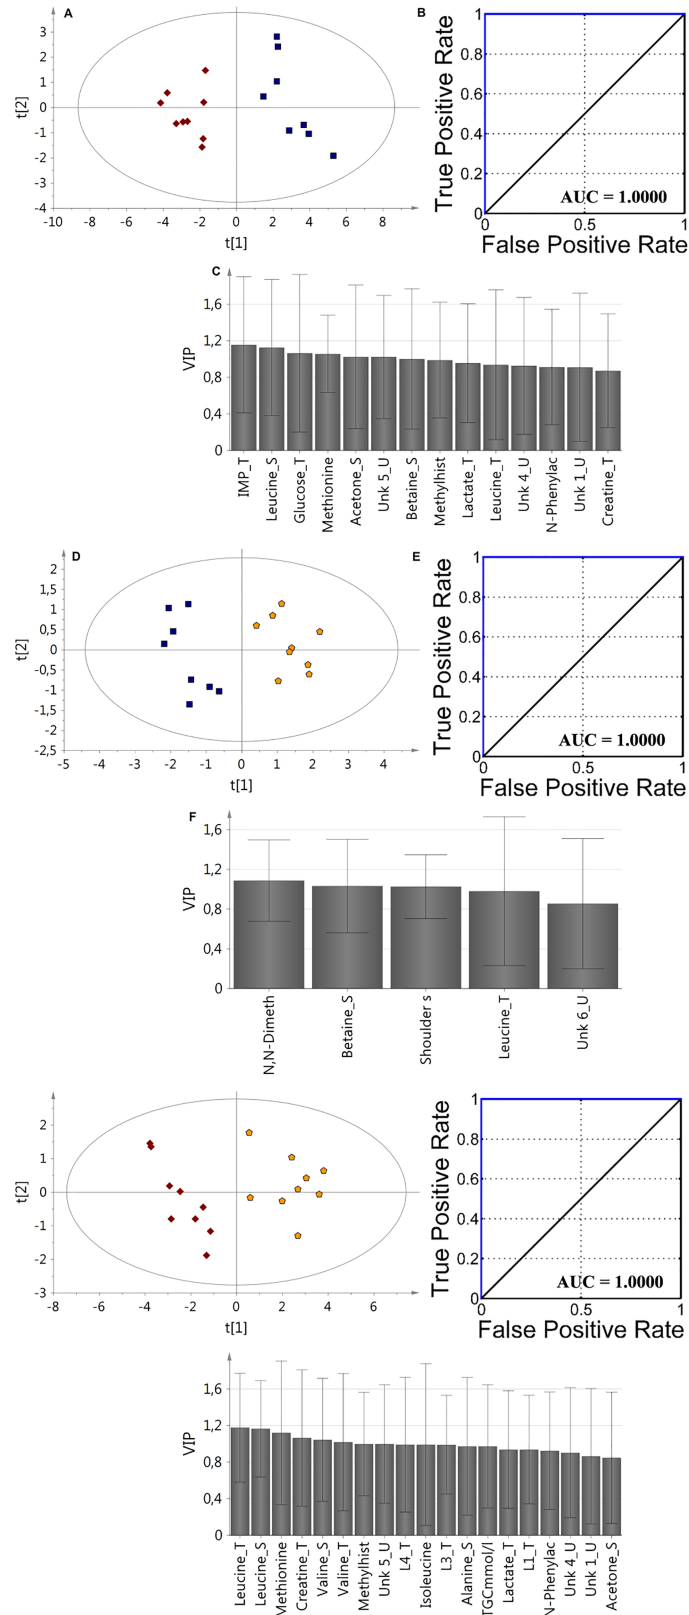 A
3
2
1
0
-1
-2
-3
-4
t[2]
-10
-8
-6
-4
-2
0
2
4
6
8
t[1]
B
True Positive Rate
1
0.8
0.6
0.4
0.2
0
AUC = 1.0000
0
0.5
1
False Positive Rate
C
VIP
1,6
1,2
0,8
0,4
0
IMP_T
Leucine_S
Glucose_T
Methionine
Acetone_S
Unk 5_U
Betaine_S
Methylhist
Lactate_T
Leucine_T
Unk 4_U
N-Phenylac
Unk 1_U
Creatine_T
D
2
1,5
1
0,5
0
-0,5
-1
-1,5
-2
-2,5
t[2]
-5
-4
-3
-2
-1
0
1
2
3
4
t[1]
E
True Positive Rate
1
0.8
0.6
0.4
0.2
0
AUC = 1.0000
0
0.5
1
False Positive Rate
F
VIP
1,6
1,2
0,8
0,4
0
N,N-Dimeth
Betaine_S
Shoulder s
Leucine_T
Unk 6_U
2
1
0
-1
-2
-3
t[2]
-8
-6
-4
-2
0
2
4
6
t[1]
True Positive Rate
1
0.8
0.6
0.4
0.2
0
AUC = 1.0000
0
0.5
1
False Positive Rate
VIP
1,6
1,2
0,8
0,4
0
Leucine_T
Leucine_S
Methionine
Creatine_T
Valine_S
Valine_T
Methylhist
Unk 5_U
L4_T
Isoleucine
L3_T
Alanine_S
TGCmmol/l
Lactate_T
L1_T
N-Phenylac
Unk 4_U
Unk 1_U
Acetone_S